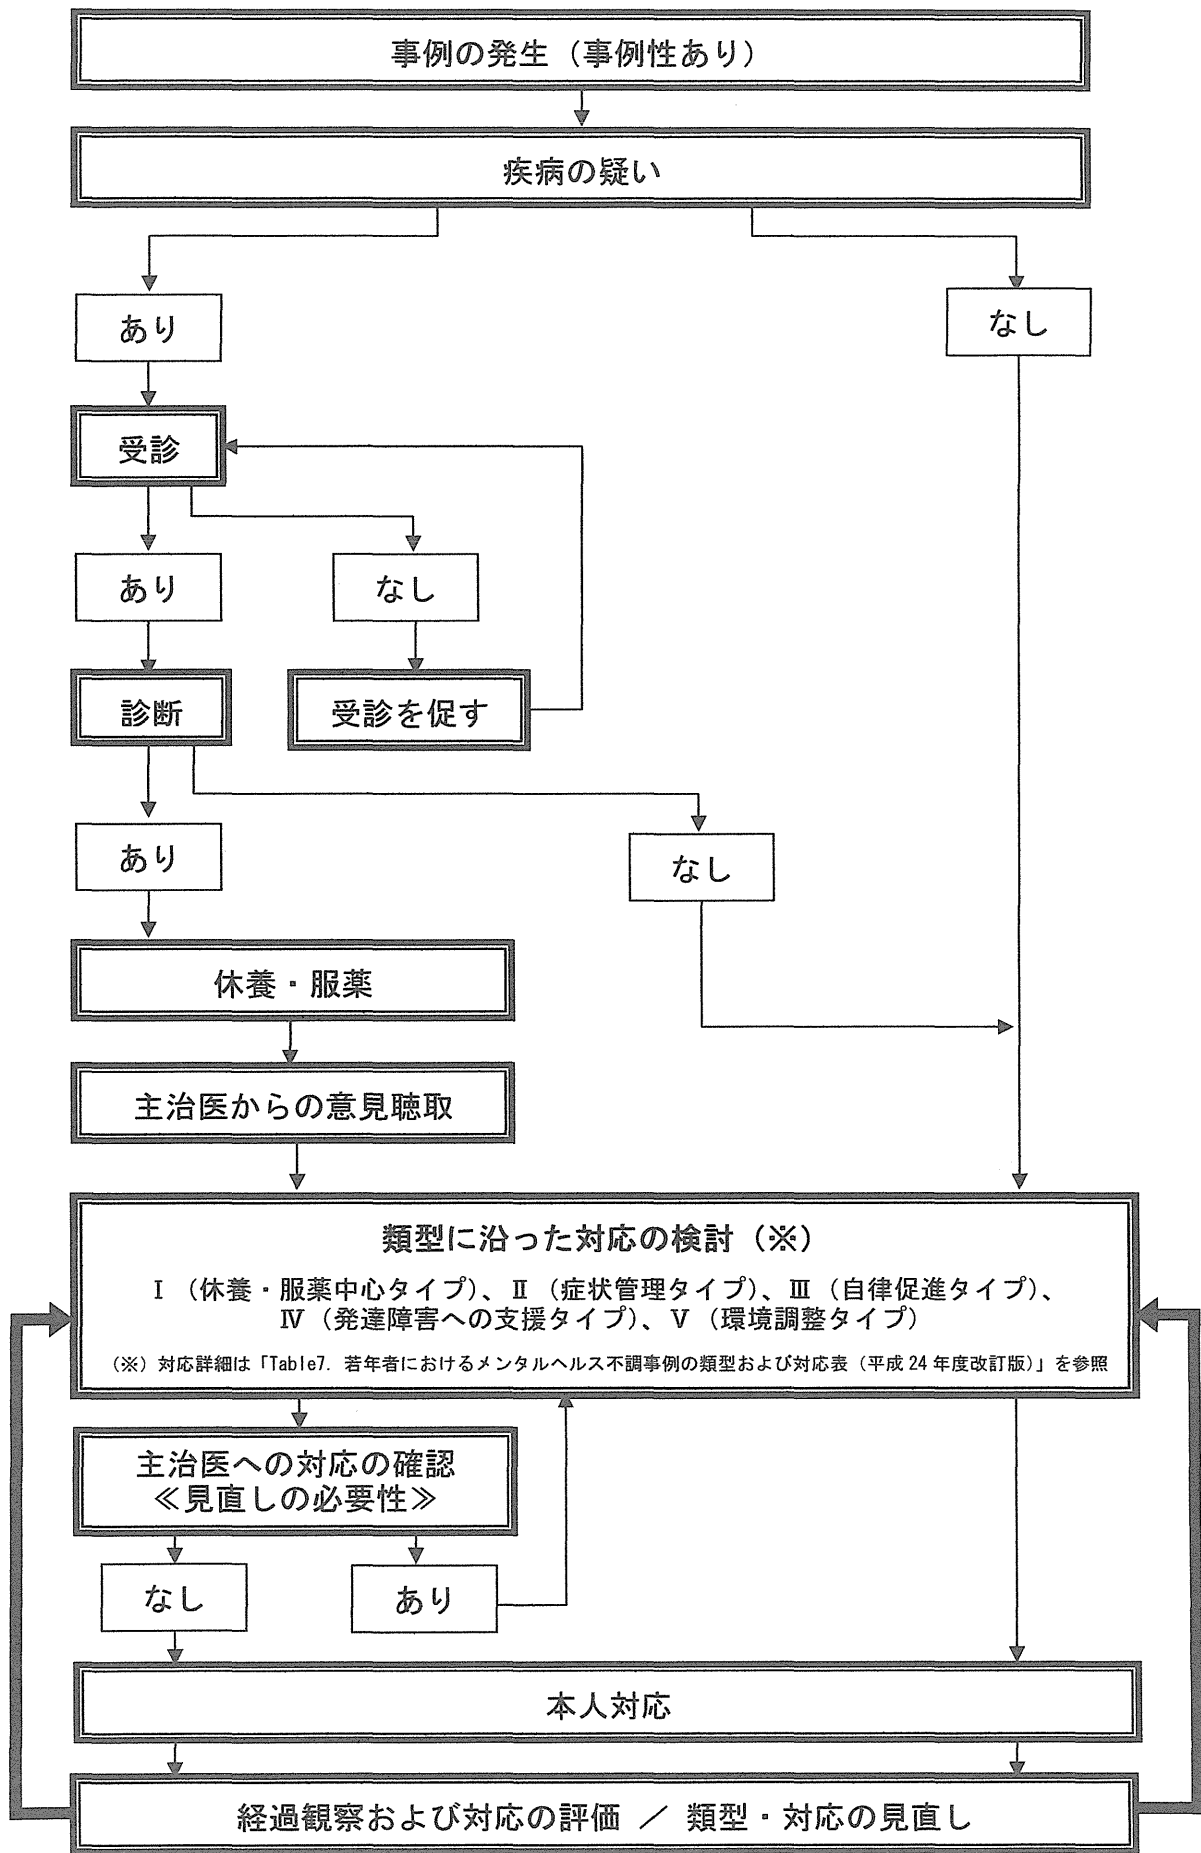 事例の発生（事例性あり）
疾病の疑い
あり
なし
受診
あり
なし
診断
受診を促す
あり
なし
休養・服薬
主治医からの意見聴取
類型に沿った対応の検討（※）
Ⅰ（休養・服薬中心タイプ）、Ⅱ（症状管理タイプ）、Ⅲ（自律促進タイプ）、
Ⅳ（発達障害への支援タイプ）、Ⅴ（環境調整タイプ）
（※）対応詳細は「Table7. 若年者におけるメンタルヘルス不調事例の類型および対応表（平成24年度改訂版）」を参照
主治医への対応の確認
≪見直しの必要性≫
なし
あり
本人対応
経過観察および対応の評価 ／ 類型・対応の見直し